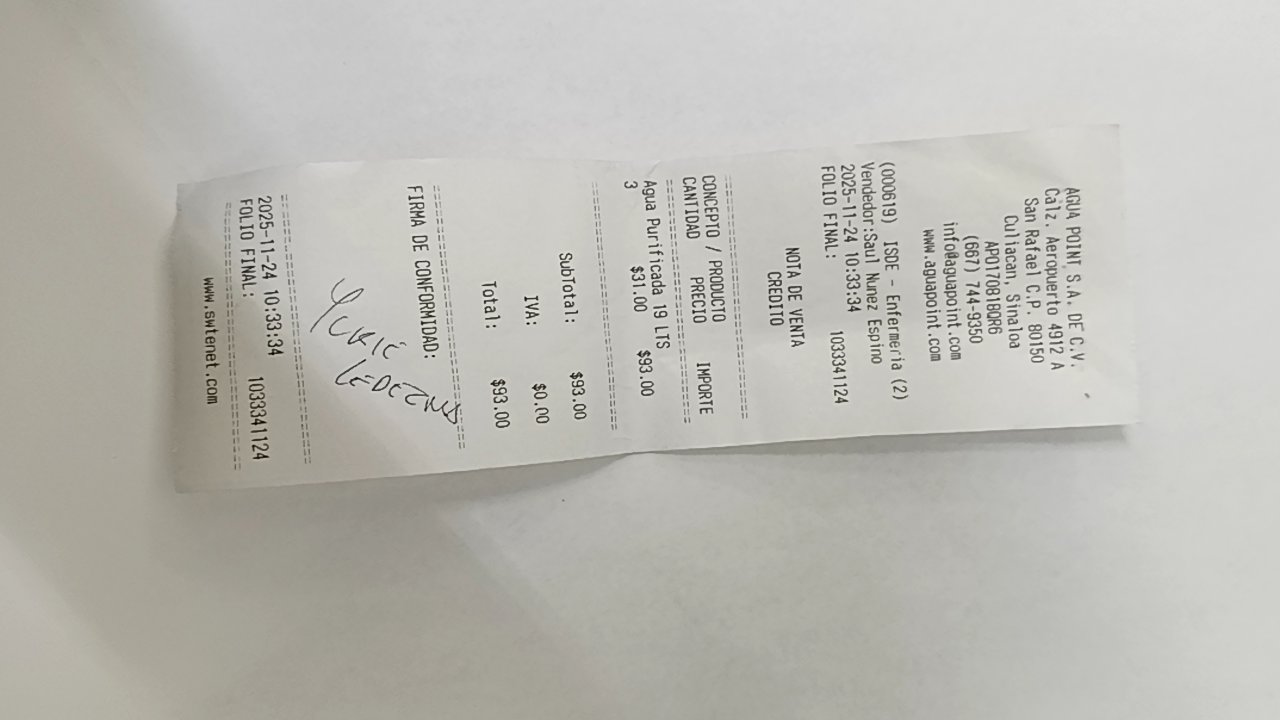 AGUA POINT, S.A. DE C.V.
Calz. Aeropuerto 4912 A
San Rafael C.P. 80150
Culiacan, Sinaloa
APO170818QR6
(667) 744-9350
info@aguapoint.com
www.aguapoint.com
(000619) ISDE - Enfermeria (2)
Vendedor:Saul Nunez Espino
2025-11-24 10:33:34
FOLIO FINAL: 1033341124
NOTA DE VENTA
CREDITO
CONCEPTO / PRODUCTO
CANTIDAD PRECIO IMPORTE
Agua Purificada 19 LTS
3 $31.00 $93.00
SubTotal: $93.00
IVA: $0.00
Total: $93.00
FIRMA DE CONFORMIDAD:
LEDEZMA
2025-11-24 10:33:34
FOLIO FINAL: 1033341124
www.swtenet.com